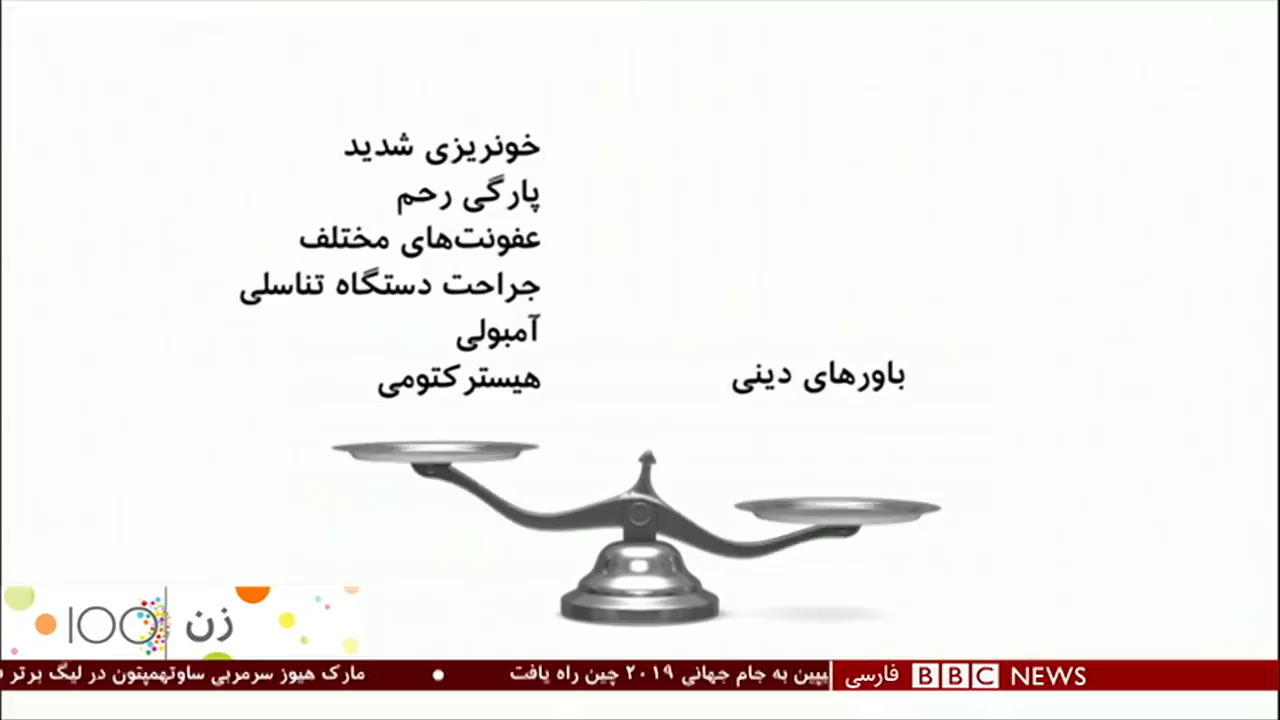 خونریزی شدید
پارگی رحم
عفونت‌های مختلف
جراحت دستگاه تناسلی
آمبولی
هیسترکتومی
باورهای دینی
100 زن
به جام جهانی ۲۰۱۹ چین راه یافت • مارک هیوز سرمربی ساوتهمپتون در لیگ برتر
BBC NEWS فارسی